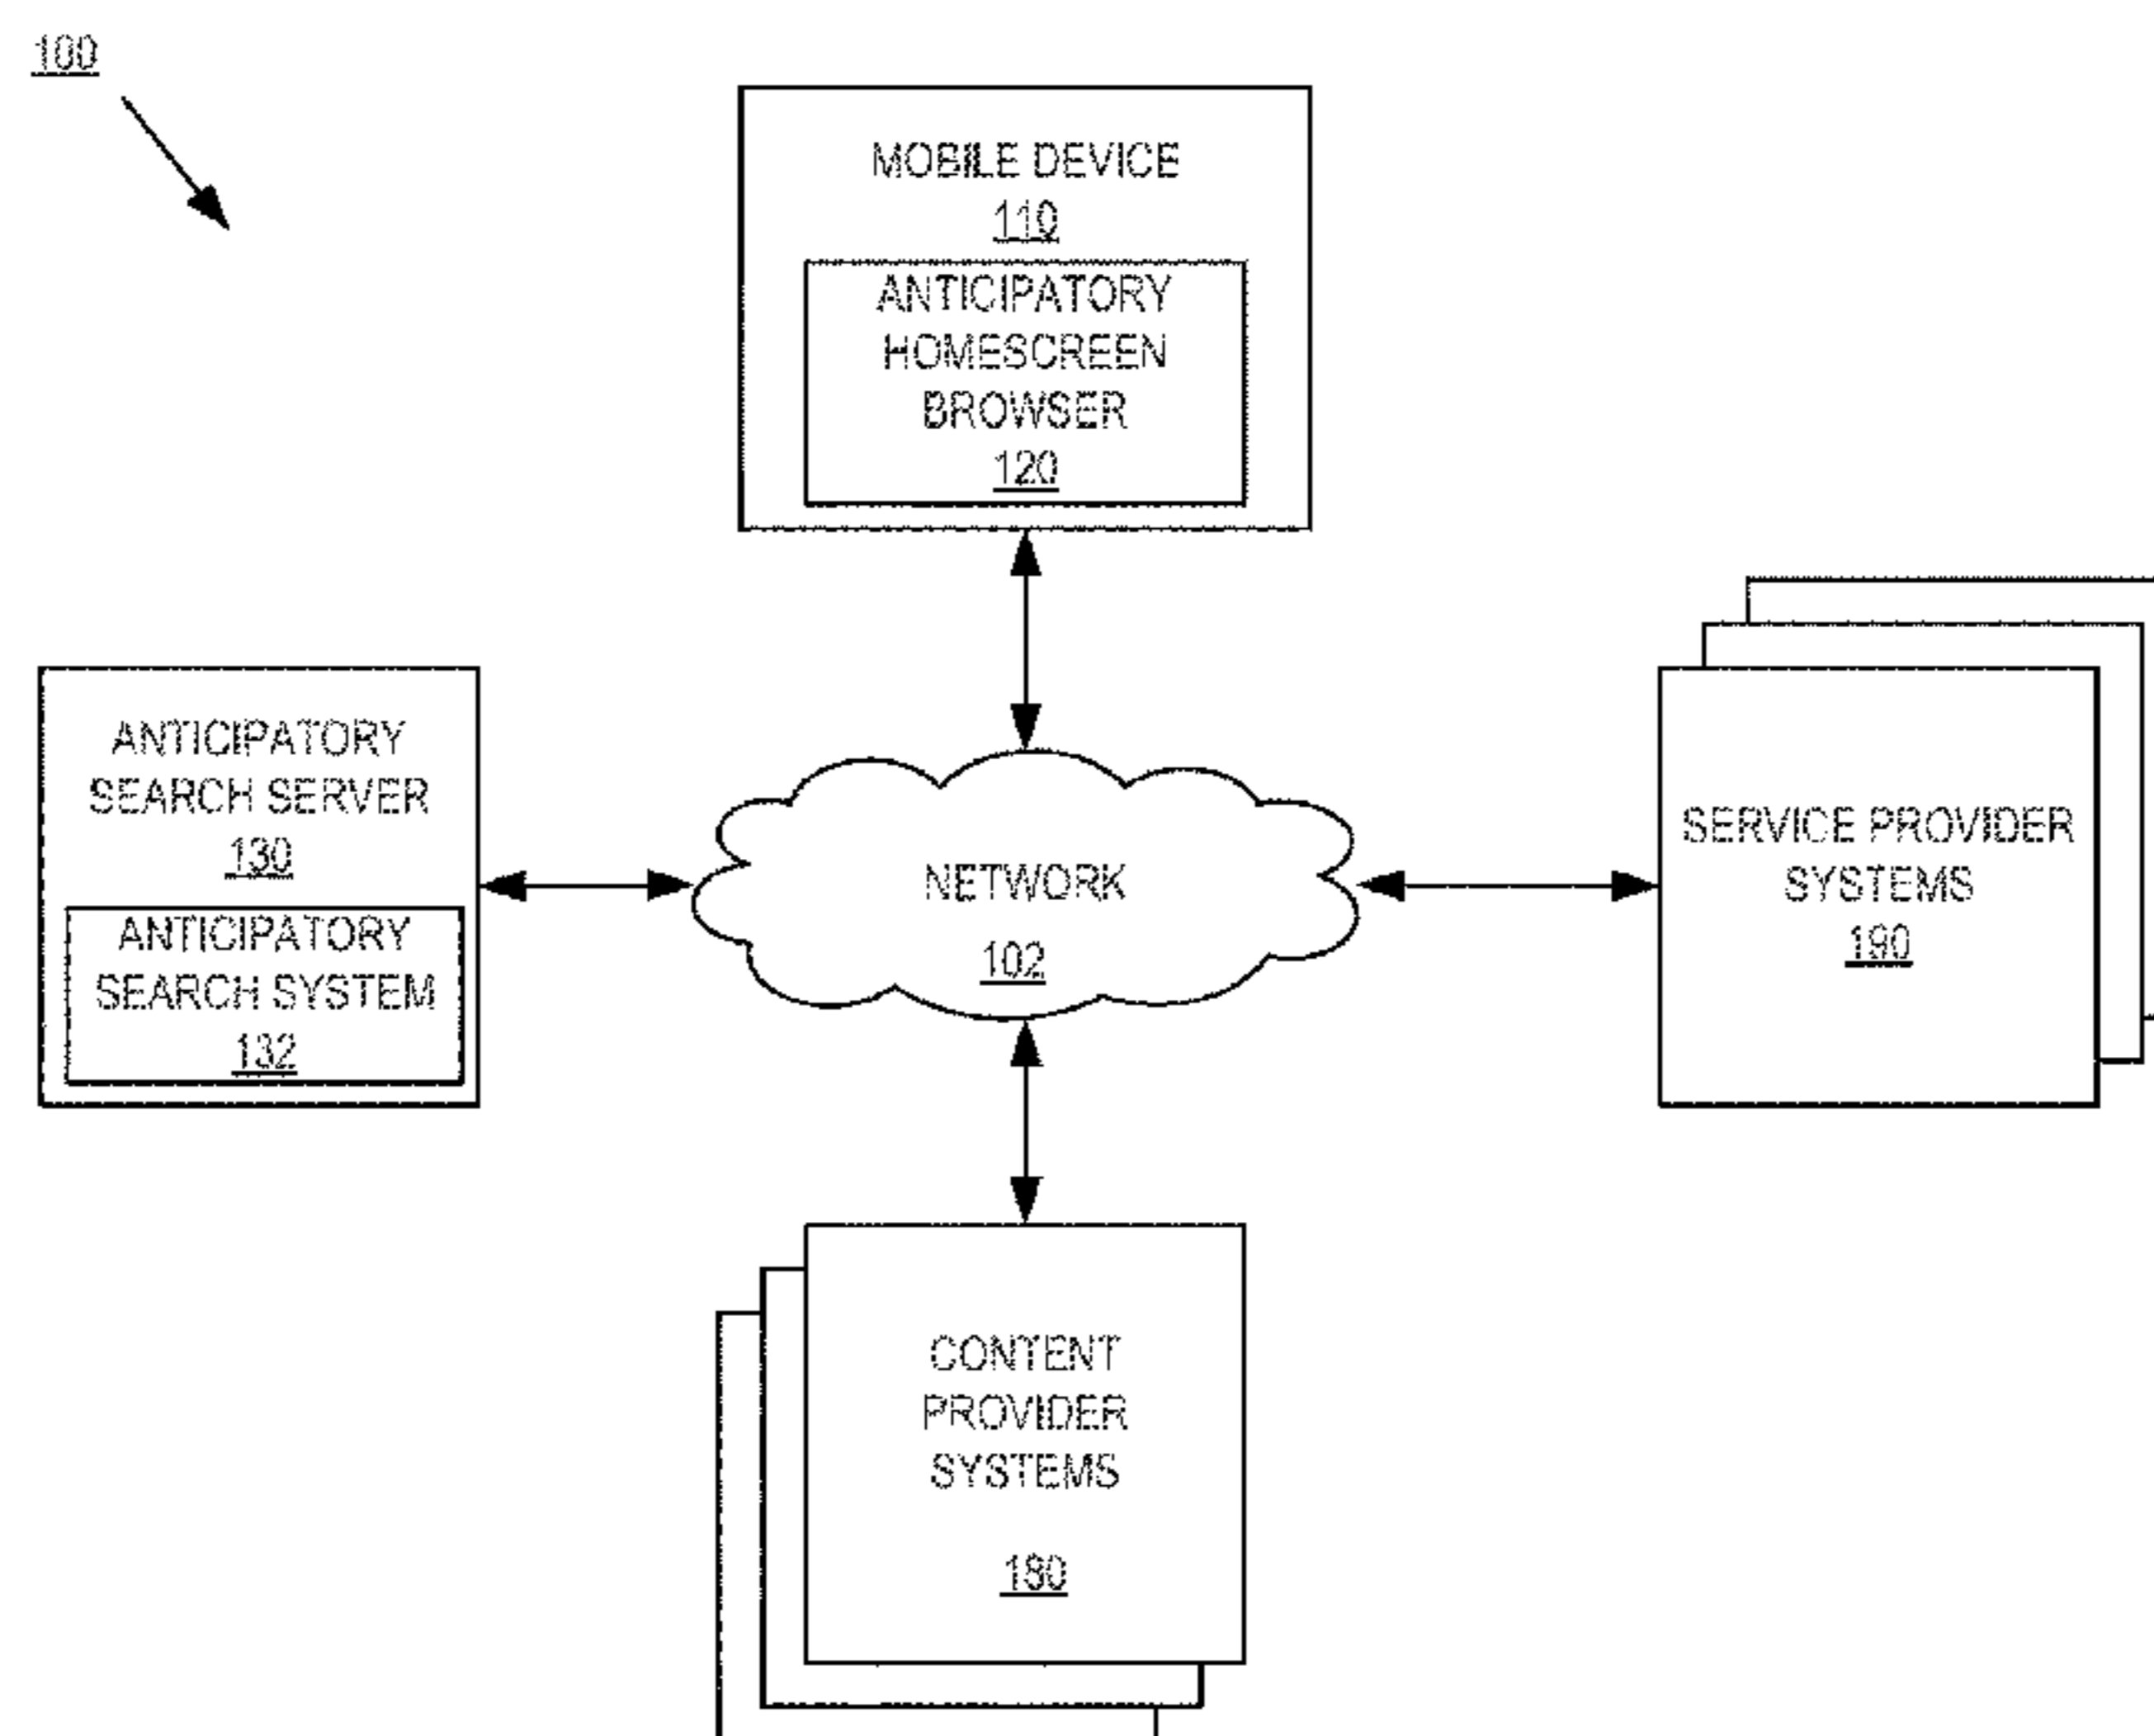 100
MOBILE DEVICE
110
ANTICIPATORY
HOMESCREEN
BROWSER
120
ANTICIPATORY
SEARCH SERVER
130
ANTICIPATORY
SEARCH SYSTEM
132
NETWORK
102
SERVICE PROVIDER
SYSTEMS
190
CONTENT
PROVIDER
SYSTEMS
180